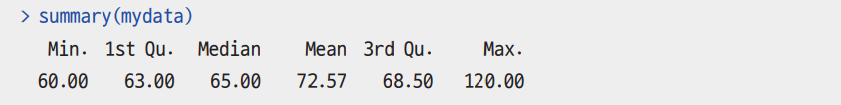 > summary(mydata)
Min. 1st Qu. Median Mean 3rd Qu. Max.
60.00 63.00 65.00 72.57 68.50 120.00